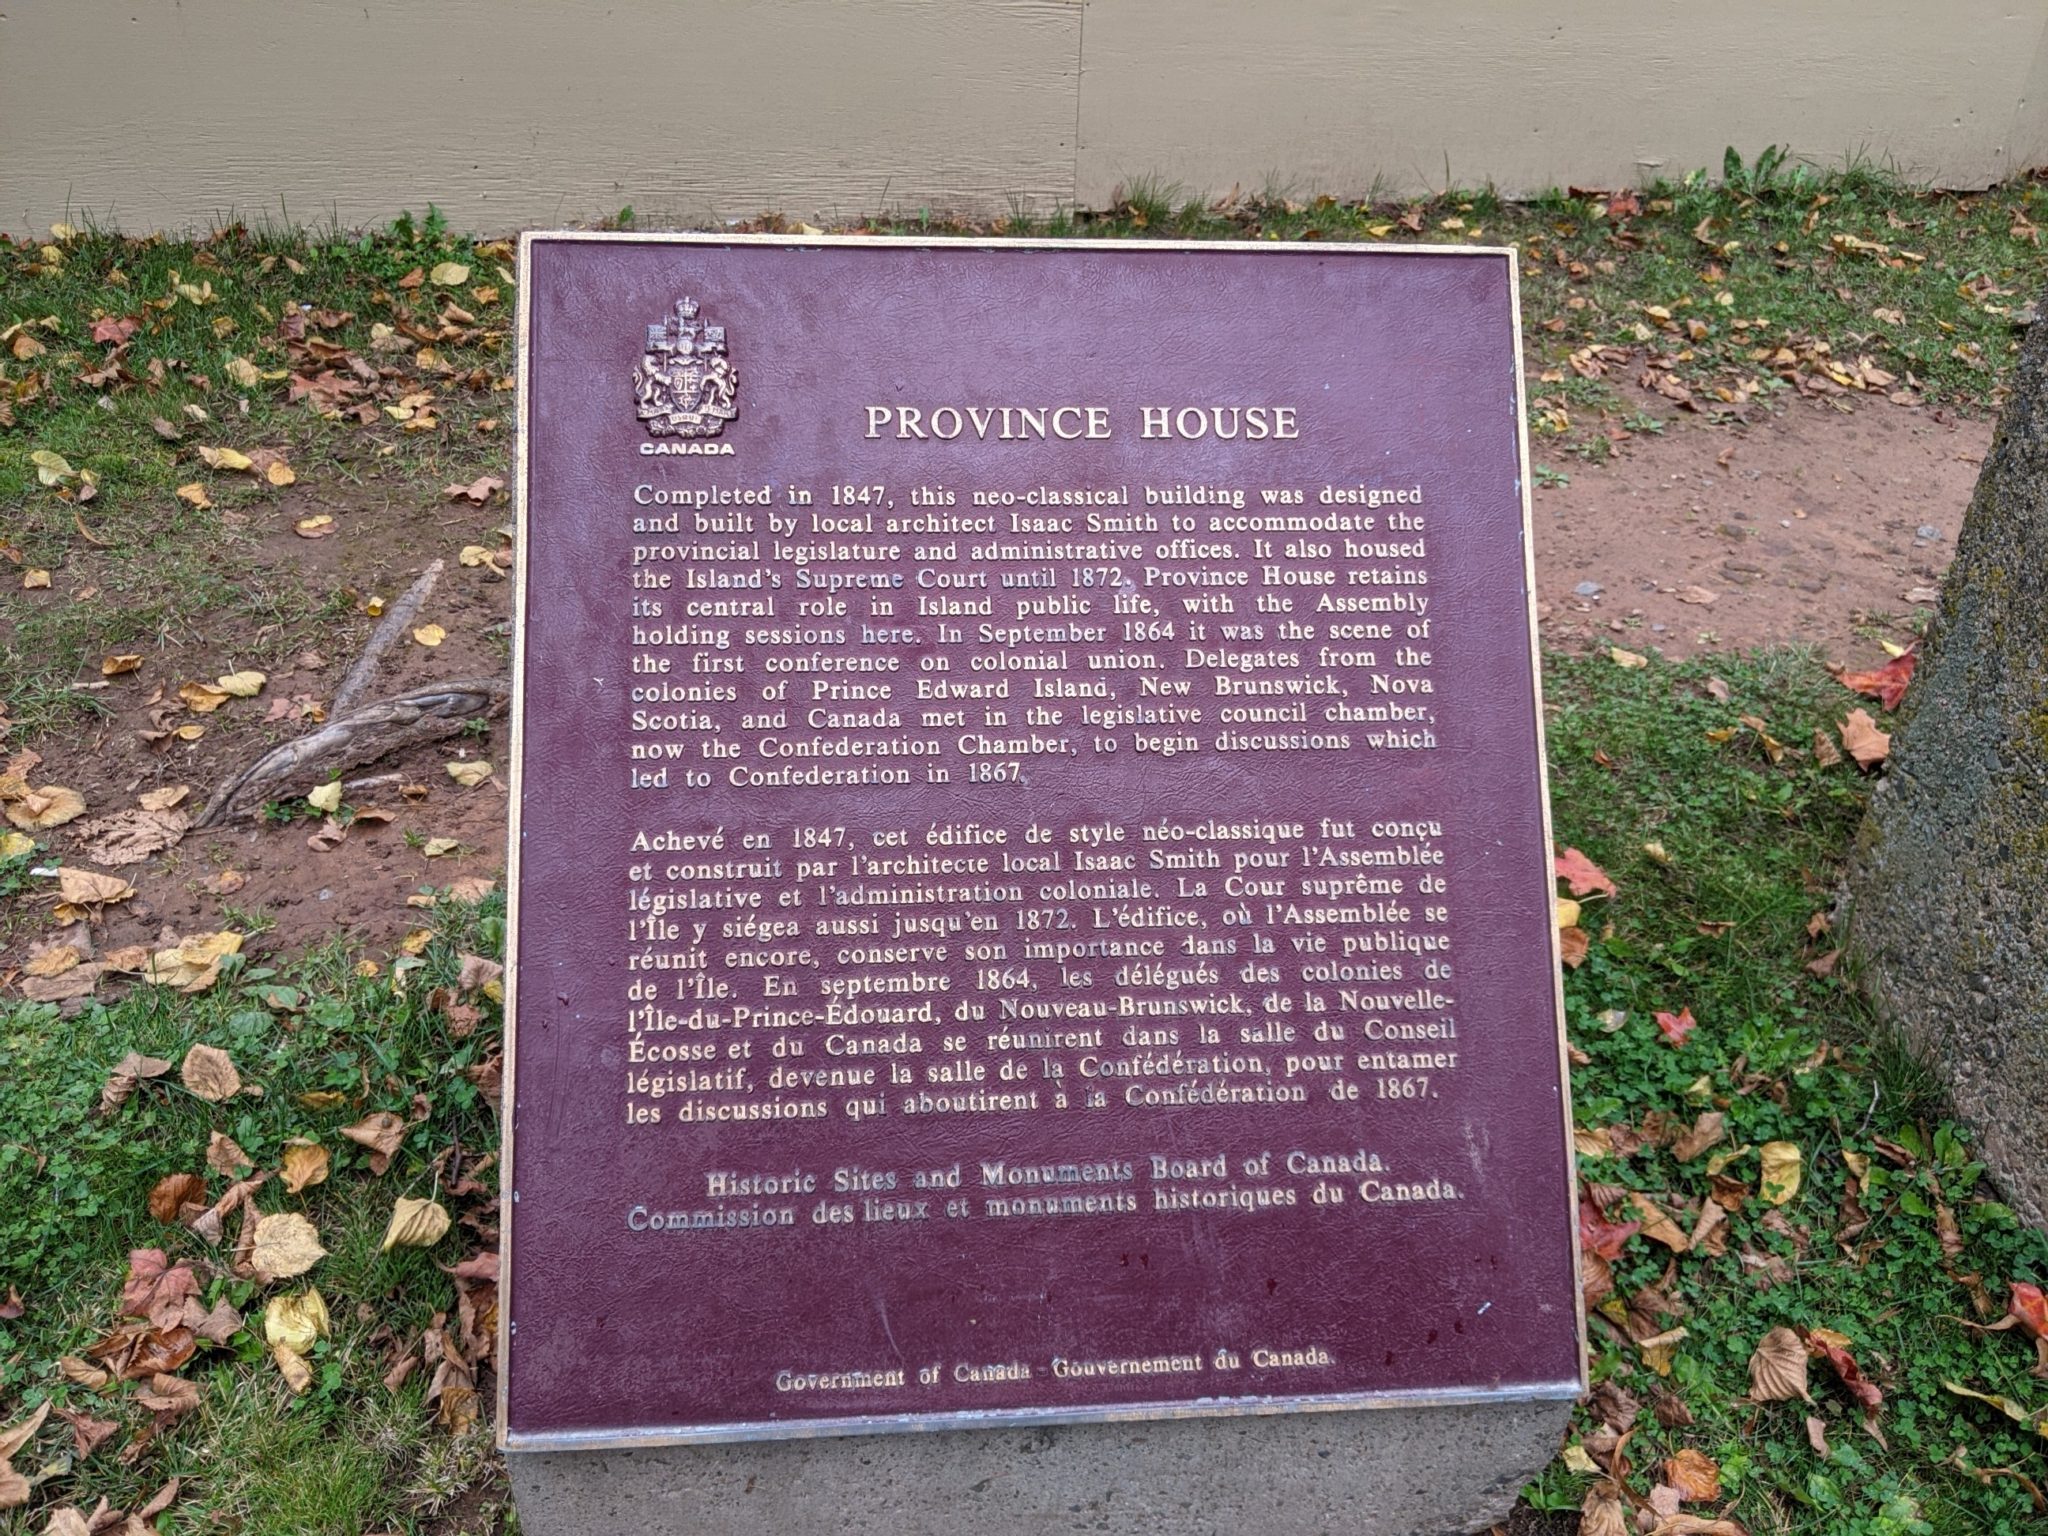 CANADA
PROVINCE HOUSE
Completed in 1847, this neo-classical building was designed
and built by local architect Isaac Smith to accommodate the
provincial legislature and administrative offices. It also housed
the Island's Supreme Court until 1872. Province House retains
its central role in Island public life, with the Assembly
holding sessions here. In September 1864 it was the scene of
the first conference on colonial union. Delegates from the
colonies of Prince Edward Island, New Brunswick, Nova
Scotia, and Canada met in the legislative council chamber,
now the Confederation Chamber, to begin discussions which
led to Confederation in 1867.
Achevé en 1847, cet édifice de style néo-classique fut conçu
et construit par l'architecte local Isaac Smith pour l'Assemblée
législative et l'administration coloniale. La Cour suprême de
l'Île y siégea aussi jusqu'en 1872. L'édifice, où l'Assemblée se
réunit encore, conserve son importance dans la vie publique
de l'Île. En septembre 1864, les délégués des colonies de
l'Île-du-Prince-Édouard, du Nouveau-Brunswick, de la Nouvelle-
Écosse et du Canada se réunirent dans la salle du Conseil
législatif, devenue la salle de la Confédération, pour entamer
les discussions qui aboutirent à la Confédération de 1867.
Historic Sites and Monuments Board of Canada.
Commission des lieux et monuments historiques du Canada.
Government of Canada - Gouvernement du Canada.